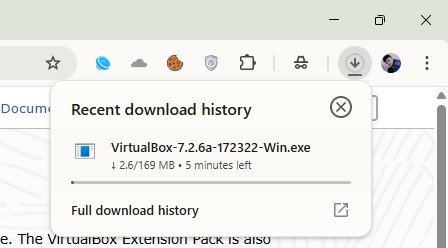 Docume
Recent download history
VirtualBox-7.2.6a-172322-Win.exe
↓ 2.6/169 MB • 5 minutes left
Full download history
e. The VirtualBox Extension Pack is also